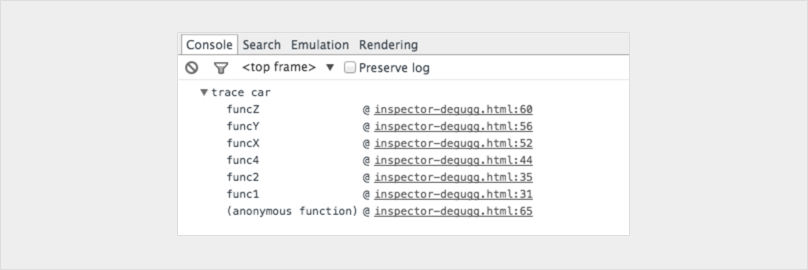 Console Search Emulation Rendering
<top frame> ▼ Preserve log
▼ trace car
funcZ @ inspector-degugg.html:60
funcY @ inspector-degugg.html:56
funcX @ inspector-degugg.html:52
func4 @ inspector-degugg.html:44
func2 @ inspector-degugg.html:35
func1 @ inspector-degugg.html:31
(anonymous function) @ inspector-degugg.html:65